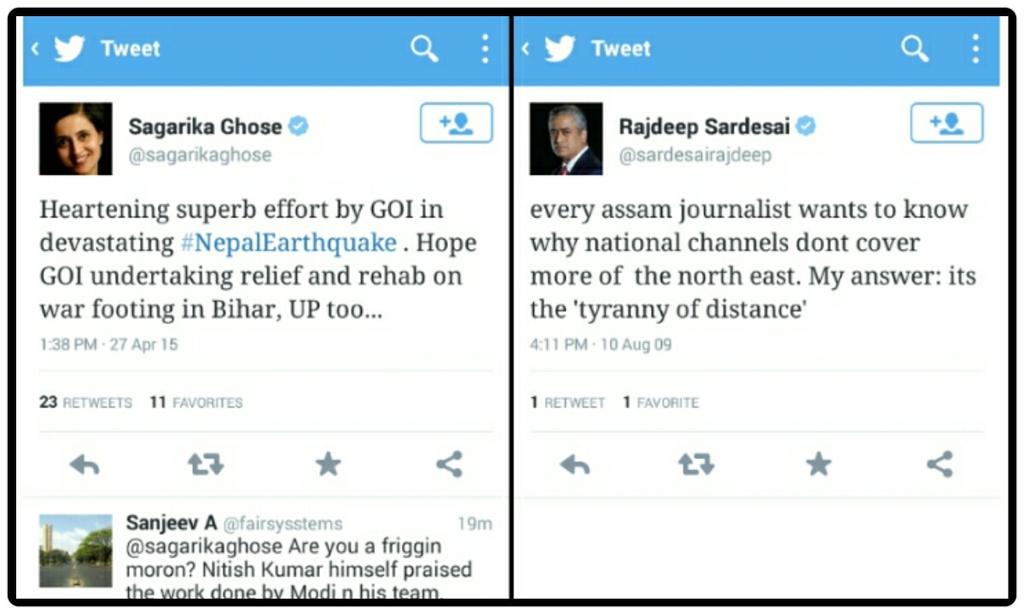 Tweet
Sagarika Ghose
@sagarikaghose
Heartening superb effort by GOI in
devastating #NepalEarthquake . Hope
GOI undertaking relief and rehab on
war footing in Bihar, UP too...
1:38 PM · 27 Apr 15
23 RETWEETS 11 FAVORITES
Sanjeev A @fairsysstems 19m
@sagarikaghose Are you a friggin
moron? Nitish Kumar himself praised
the work done by Modi n his team.
Tweet
Rajdeep Sardesai
@sardesairajdeep
every assam journalist wants to know
why national channels dont cover
more of the north east. My answer: its
the 'tyranny of distance'
4:11 PM · 10 Aug 09
1 RETWEET 1 FAVORITE